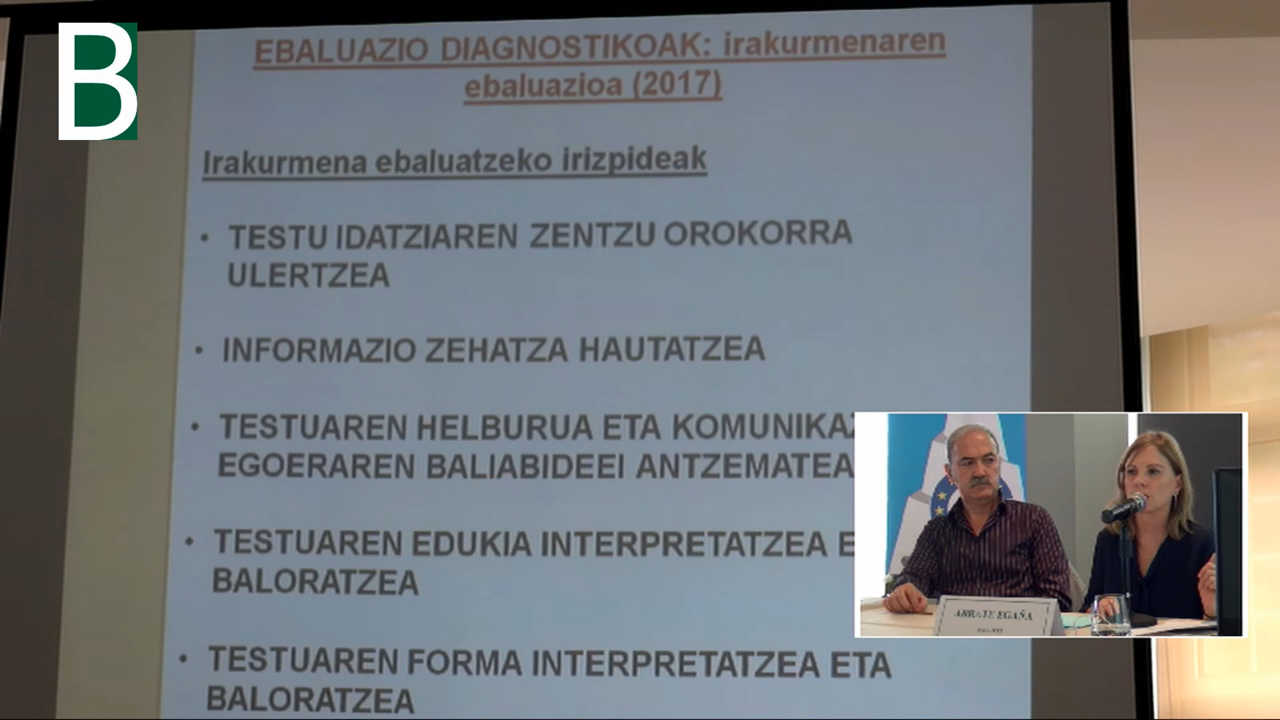 B
EBALUAZIO DIAGNOSTIKOAK: irakurmenaren
ebaluazioa (2017)
Irakurmena ebaluatzeko irizpideak
• TESTU IDATZIAREN ZENTZU OROKORRA
ULERTZEA
• INFORMAZIO ZEHATZA HAUTATZEA
• TESTUAREN HELBURUA ETA
EGOERAREN BALIABIDEEI ANTZEMATEA
• TESTUAREN EDUKIA INTERPRETATZEA
BALORATZEA
• TESTUAREN FORMA INTERPRETATZEA ETA
BALORATZEA
ARRATE EGAÑA